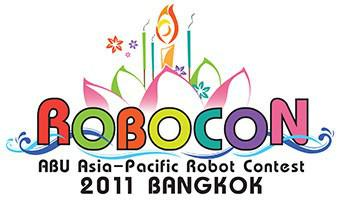 ROBOCON
ABU Asia-Pacific Robot Contest
2011 BANGKOK